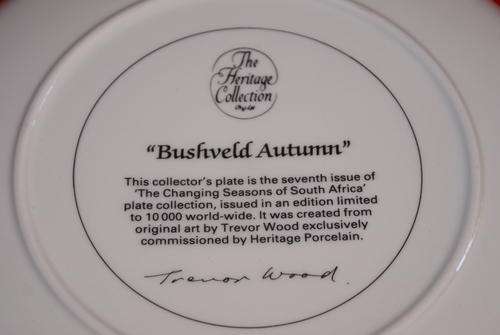 The
Heritage
Collection
"Bushveld Autumn"
This collector's plate is the seventh issue of
'The Changing Seasons of South Africa'
plate collection, issued in an edition limited
to 10 000 world-wide. It was created from
original art by Trevor Wood exclusively
commissioned by Heritage Porcelain.
Trevor Wood.